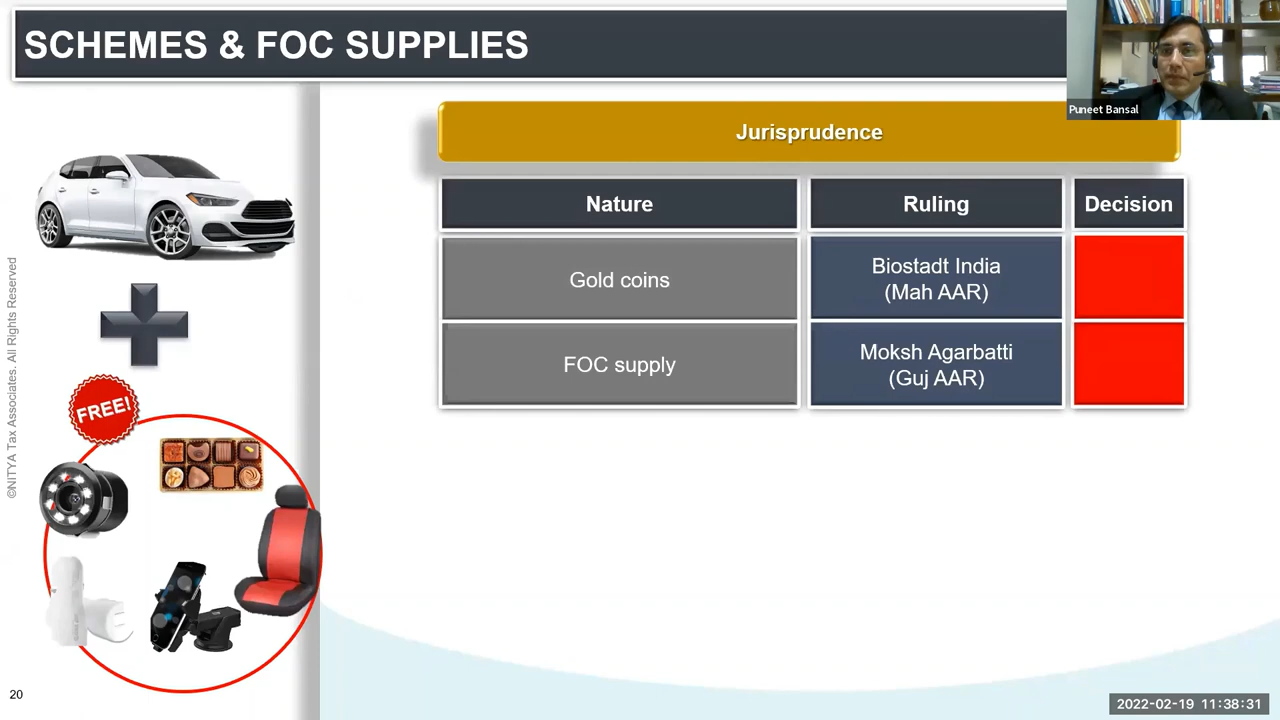 SCHEMES & FOC SUPPLIES
Puneet Bansal
Jurisprudence
Nature
Ruling
Decision
Gold coins
Biostadt India
(Mah AAR)
FOC supply
Moksh Agarbatti
(Guj AAR)
FREE!
©NITYA Tax Associates. All Rights Reserved
20
2022-02-19 11:38:31